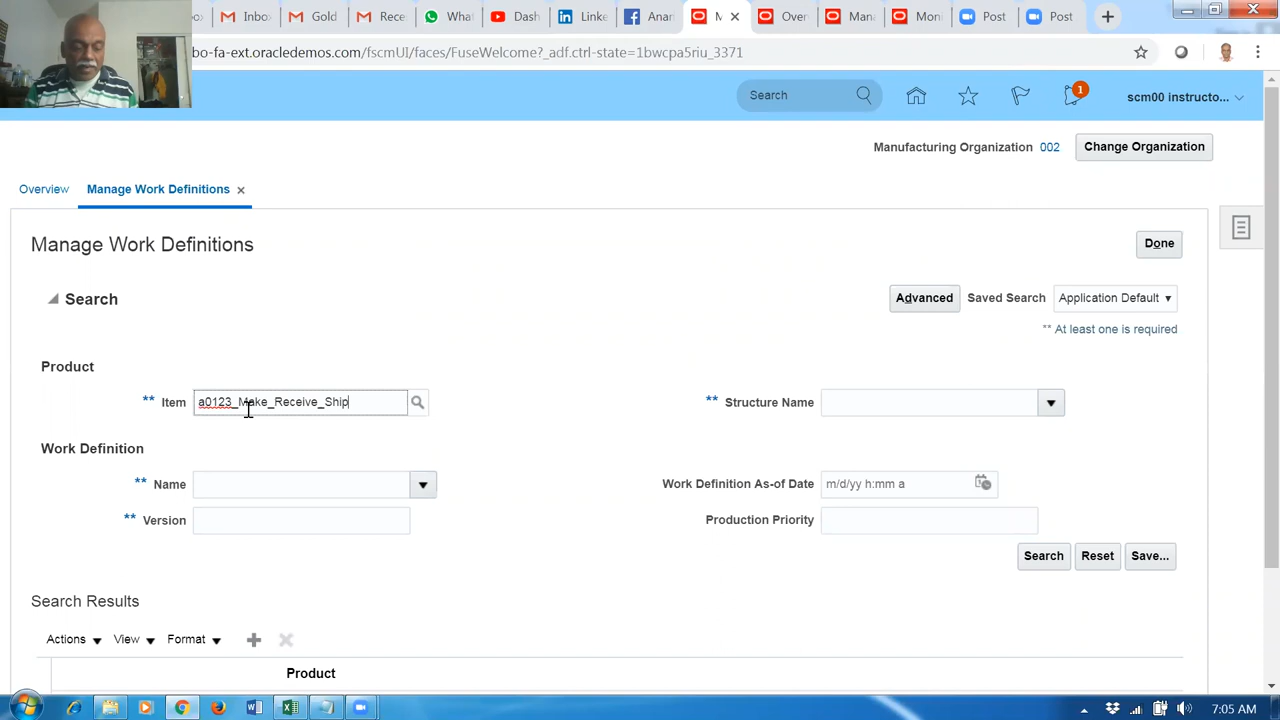 Inbo
Gold
Rece
Wha
Das
Linke
Anar
M
Over
Mana
Mon
Post
Post
bo-fa-ext.oracledemos.com/fscmUI/faces/FuseWelcome?_adf.ctrl-state=1bwcpa5riu_3371
Search
1
scm00 instructo...
Manufacturing Organization 002 Change Organization
Overview Manage Work Definitions
Manage Work Definitions Done
Search Advanced Saved Search Application Default
** At least one is required
Product
** Item a0123_Make_Receive_Ship ** Structure Name
Work Definition
** Name Work Definition As-of Date m/d/yy h:mm a
** Version Production Priority
Search Reset Save...
Search Results
Actions View Format
Product
7:05 AM